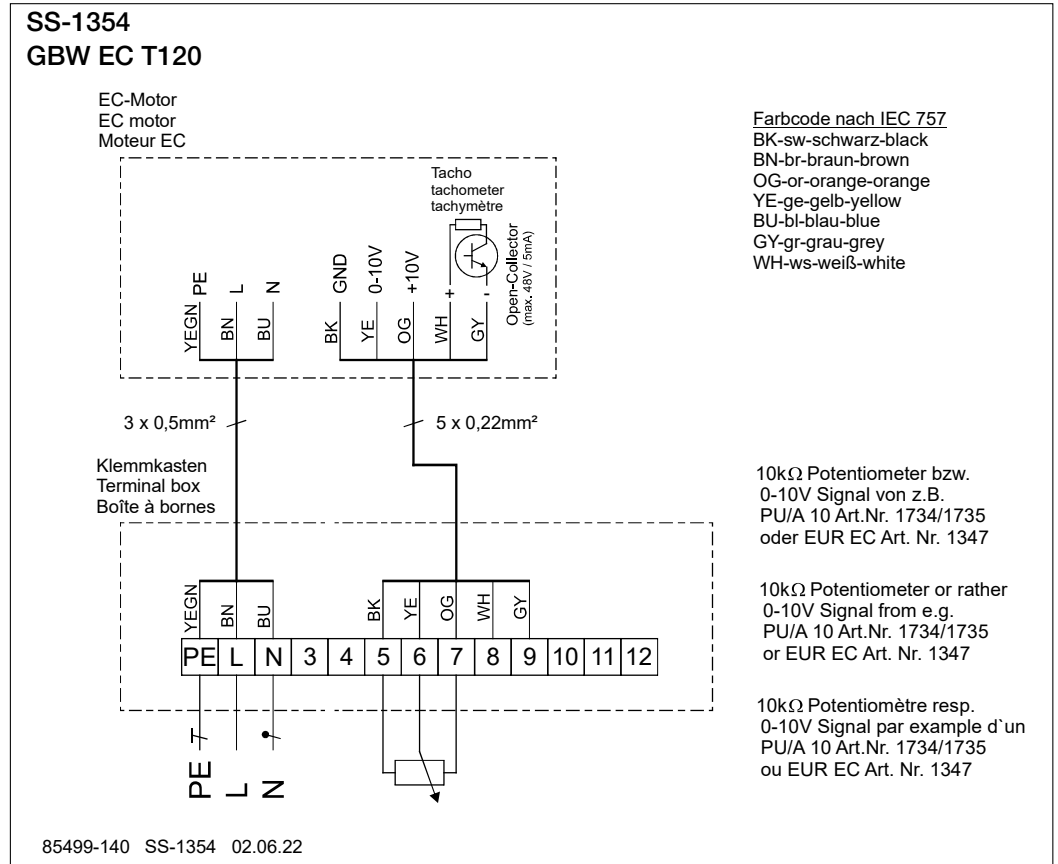 SS-1354
GBW EC T120
EC-Motor
EC motor
Moteur EC
Farbcode nach IEC 757
BK-sw-schwarz-black
BN-br-braun-brown
OG-or-orange-orange
YE-ge-gelb-yellow
BU-bl-blau-blue
GY-gr-grau-grey
WH-ws-weiß-white
Tacho
tachometer
tachymètre
Open-Collector
(max. 48V / 5mA)
PE L N GND 0-10V +10V + -
YEGN BN BU BK YE OG WH GY
3 x 0,5mm² 5 x 0,22mm²
Klemmkasten
Terminal box
Boîte à bornes
YEGN BN BU BK YE OG WH GY
PE L N 3 4 5 6 7 8 9 10 11 12
PE L N
10kΩ Potentiometer bzw.
0-10V Signal von z.B.
PU/A 10 Art.Nr. 1734/1735
oder EUR EC Art. Nr. 1347
10kΩ Potentiometer or rather
0-10V Signal from e.g.
PU/A 10 Art.Nr. 1734/1735
or EUR EC Art. Nr. 1347
10kΩ Potentiomètre resp.
0-10V Signal par example d`un
PU/A 10 Art.Nr. 1734/1735
ou EUR EC Art. Nr. 1347
85499-140 SS-1354 02.06.22